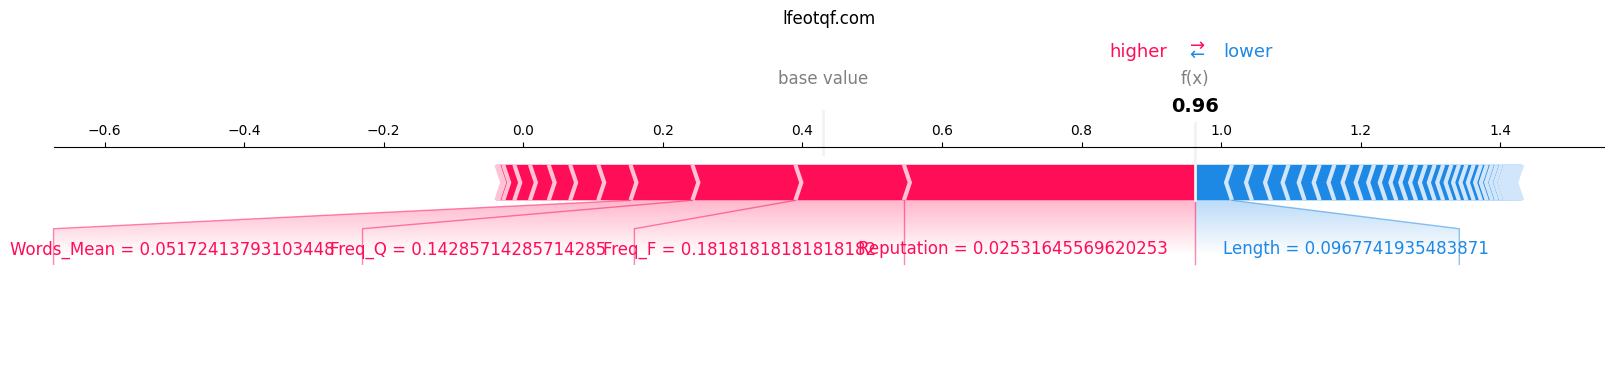 lfeotqf.com
higher → ← lower
base value f(x)
0.96
−0.6 −0.4 −0.2 0.0 0.2 0.4 0.6 0.8 1.0 1.2 1.4
Words_Mean = 0.05172413793103448 Freq_Q = 0.14285714285714285 Freq_F = 0.18181818181818182 Reputation = 0.02531645569620253 Length = 0.0967741935483871